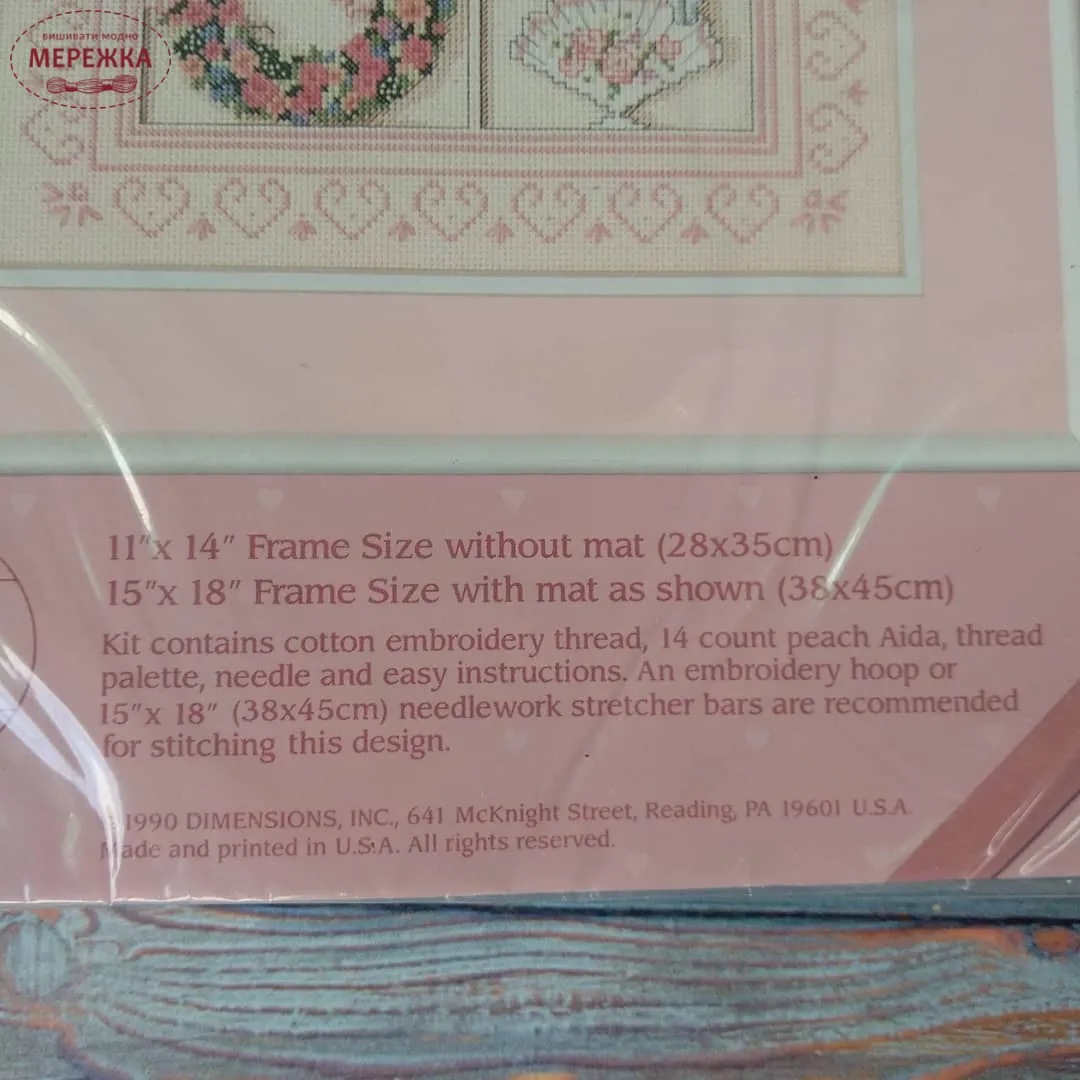 вишивати модно
МЕРЕЖКА
11"x 14" Frame Size without mat (28x35cm)
15"x 18" Frame Size with mat as shown (38x45cm)
Kit contains cotton embroidery thread, 14 count peach Aida, thread
palette, needle and easy instructions. An embroidery hoop or
15"x 18" (38x45cm) needlework stretcher bars are recommended
for stitching this design.
1990 DIMENSIONS, INC., 641 McKnight Street, Reading, PA 19601 U.S.A.
Made and printed in U.S.A. All rights reserved.